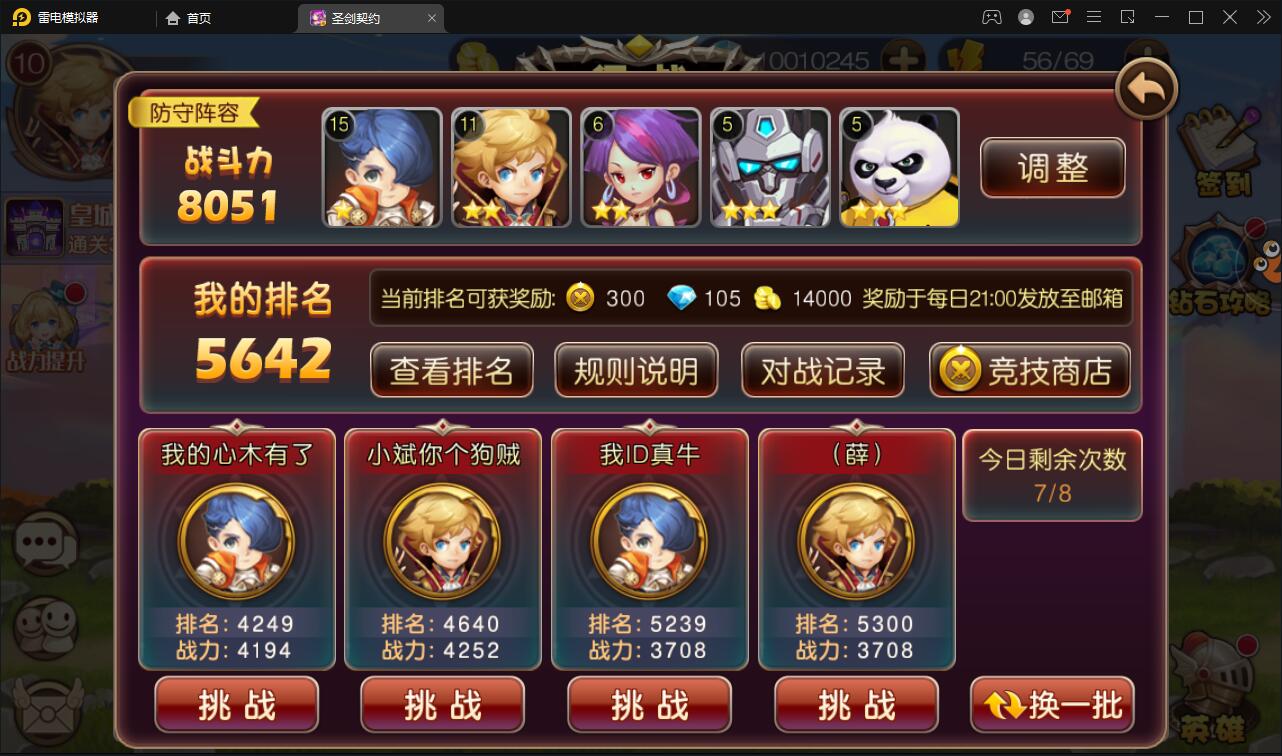 雷电模拟器
首页
圣剑契约
10
10010245
56/69
防守阵容
战斗力
8051
15
11
6
5
5
调整
签到
皇城
通关
我的排名
5642
当前排名可获奖励: 300 105 14000 奖励于每日21:00发放至邮箱
查看排名
规则说明
对战记录
竞技商店
钻石攻略
战力提升
我的心木有了
排名: 4249
战力: 4194
挑战
小斌你个狗贼
排名: 4640
战力: 4252
挑战
我ID真牛
排名: 5239
战力: 3708
挑战
（薛）
排名: 5300
战力: 3708
挑战
今日剩余次数
7/8
换一批
英雄